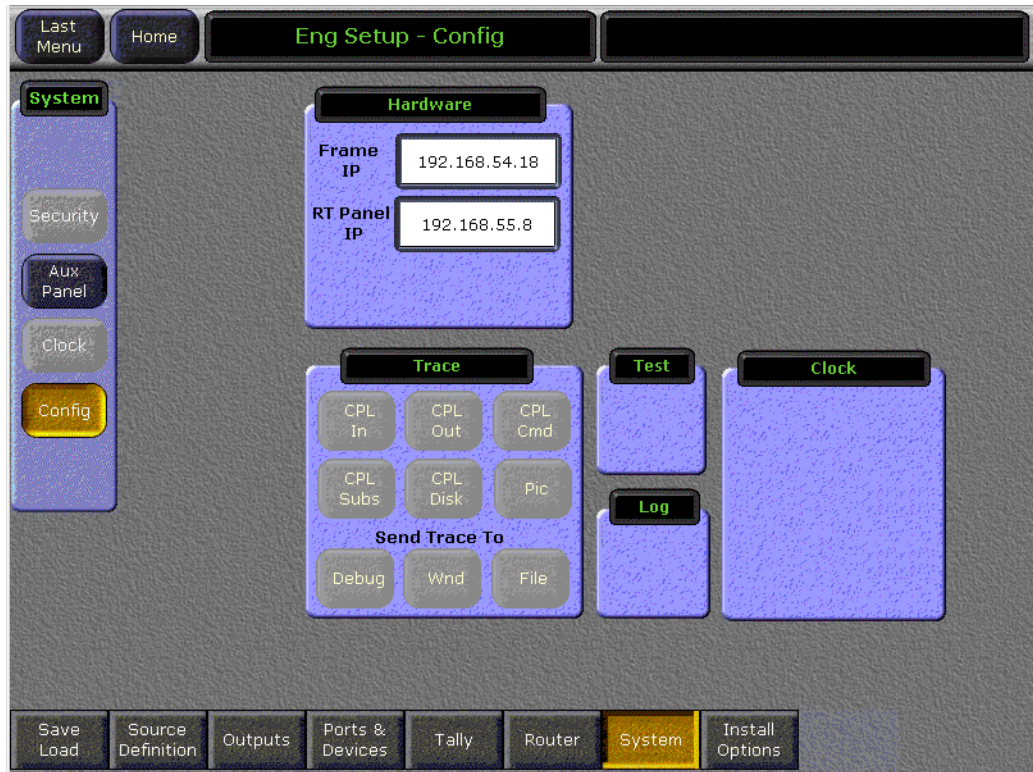 Last
Menu
Home
Eng Setup - Config
System
Security
Aux
Panel
Clock
Config
Hardware
Frame
IP
192.168.54.18
RT Panel
IP
192.168.55.8
Trace
CPL
In
CPL
Out
CPL
Cmd
CPL
Subs
CPL
Disk
Pic
Send Trace To
Debug
Wnd
File
Test
Log
Clock
Save
Load
Source
Definition
Outputs
Ports &
Devices
Tally
Router
System
Install
Options